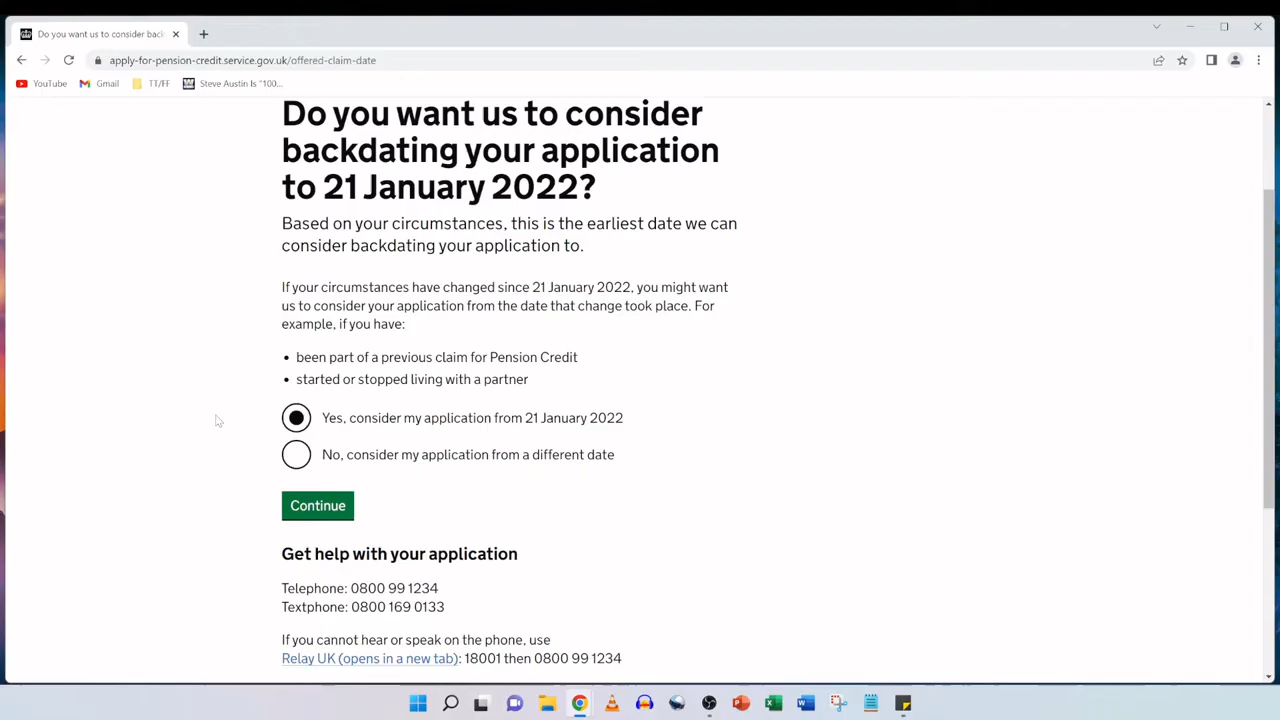 Do you want us to consider back
apply-for-pension-credit.service.gov.uk/offered-claim-date
YouTube
Gmail
TT/FF
Steve Austin Is "100...
Do you want us to consider
backdating your application
to 21 January 2022?
Based on your circumstances, this is the earliest date we can
consider backdating your application to.
If your circumstances have changed since 21 January 2022, you might want
us to consider your application from the date that change took place. For
example, if you have:
• been part of a previous claim for Pension Credit
• started or stopped living with a partner
Yes, consider my application from 21 January 2022
No, consider my application from a different date
Continue
Get help with your application
Telephone: 0800 99 1234
Textphone: 0800 169 0133
If you cannot hear or speak on the phone, use
Relay UK (opens in a new tab): 18001 then 0800 99 1234